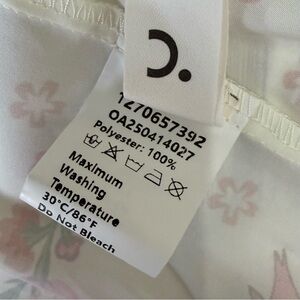 Ɔ.
1270657392
OA250414027
Polyester: 100%
Maximum
Washing
Temperature
30°C/86°F
Do Not Bleach